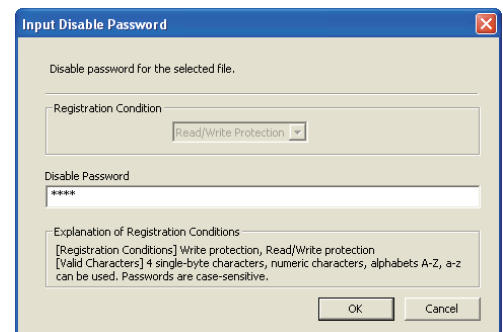 Input Disable Password
Disable password for the selected file.
Registration Condition
Read/Write Protection
Disable Password
****
Explanation of Registration Conditions
[Registration Conditions] Write protection, Read/Write protection
[Valid Characters] 4 single-byte characters, numeric characters, alphabets A-Z, a-z
can be used. Passwords are case-sensitive.
OK
Cancel